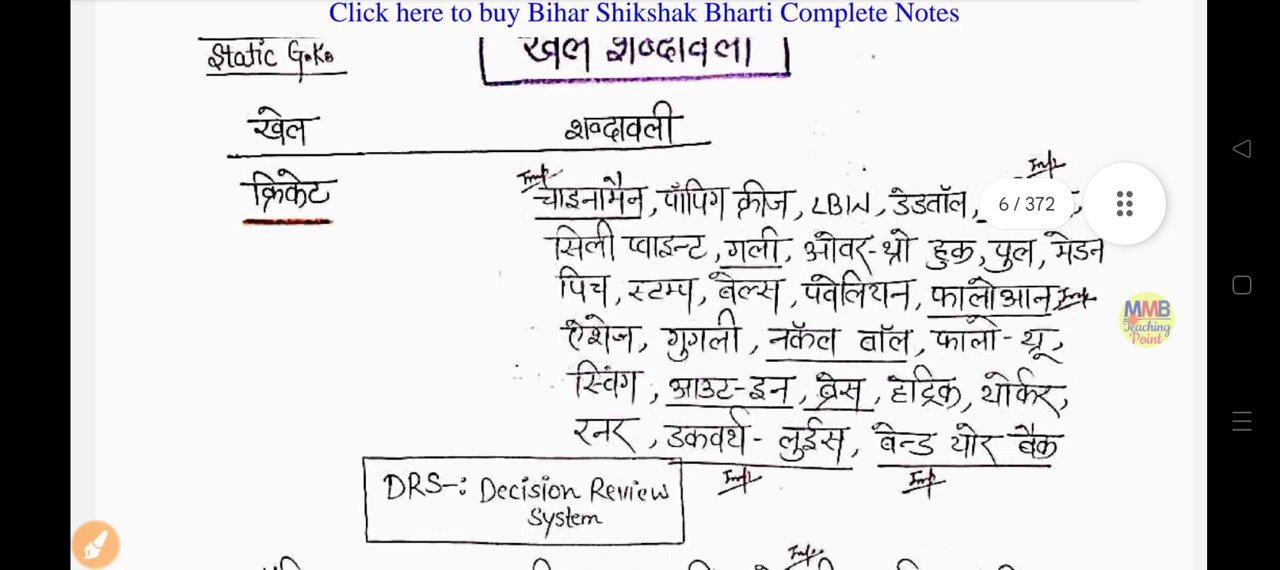 Click here to buy Bihar Shikshak Bharti Complete Notes
Static G.K.
खेल शब्दावली
खेल शब्दावली
Imp
Imp
क्रिकेट चाइनामैन, पॉपिंग क्रीज, LBW, डेडबॉल,
6 / 372
सिली प्वाइन्ट, गली, ओवर-थ्रो हुक, पुल, मेडन
पिच, स्टम्प, बेल्स, पवेलियन, फालोआन, Imp
MMB
Teaching
Point
ऐशेज, गुगली, नकॅल बॉल, फालो-थ्रू,
स्विंग, आउट-इन, ब्रेस, हेट्रिक, योर्कर,
रनर, डकवर्थ-लुईस, बेन्ड योर बैक
Imp
Imp
DRS-: Decision Review
System
Imp